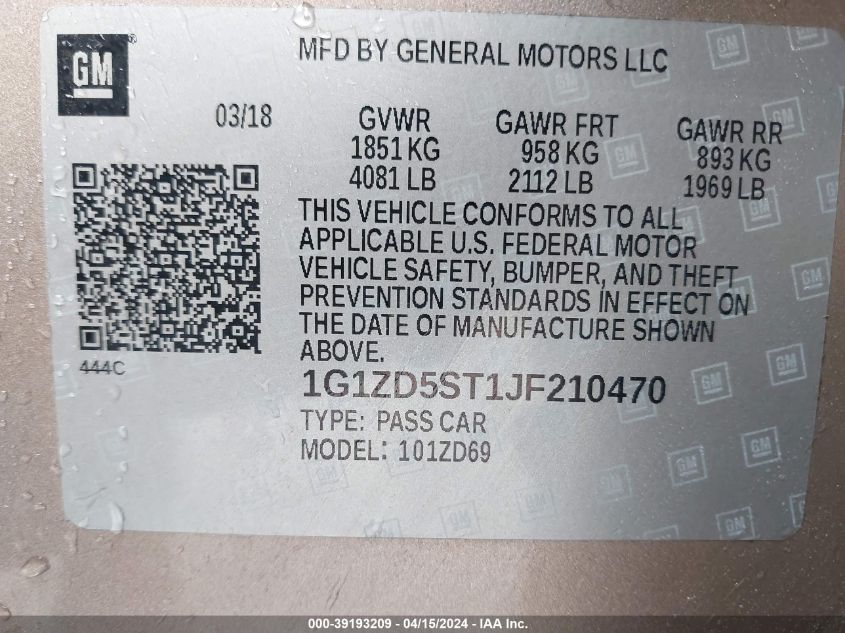 GM
MFD BY GENERAL MOTORS LLC
03/18
GVWR GAWR FRT GAWR RR
1851 KG 958 KG 893 KG
4081 LB 2112 LB 1969 LB
THIS VEHICLE CONFORMS TO ALL
APPLICABLE U.S. FEDERAL MOTOR
VEHICLE SAFETY, BUMPER, AND THEFT
PREVENTION STANDARDS IN EFFECT ON
THE DATE OF MANUFACTURE SHOWN
ABOVE.
444C
1G1ZD5ST1JF210470
TYPE: PASS CAR
MODEL: 101ZD69
000-39193209 - 04/15/2024 - IAA Inc.